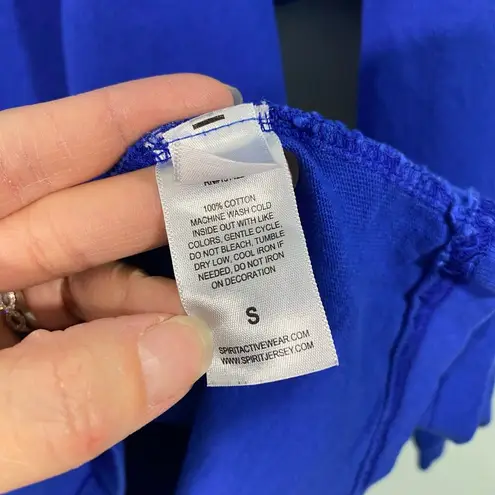 100% COTTON
MACHINE WASH COLD
INSIDE OUT WITH LIKE
COLORS, GENTLE CYCLE,
DO NOT BLEACH, TUMBLE
DRY LOW, COOL IRON IF
NEEDED, DO NOT IRON
ON DECORATION
S
SPIRITACTIVEWEAR.COM
WWW.SPIRITJERSEY.COM